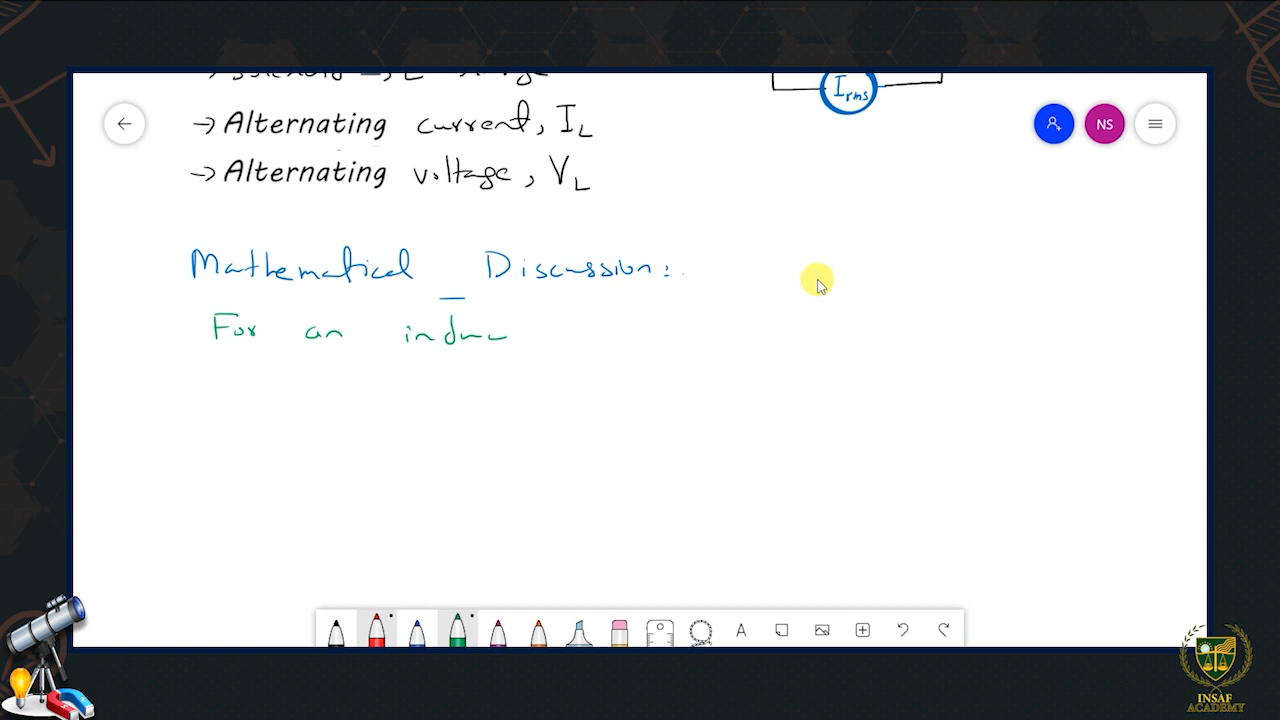 I rms
→ Alternating current, I L
NS
→ Alternating voltage, V L
Mathematical Discussion:
For an induc
A
INSAF
ACADEMY